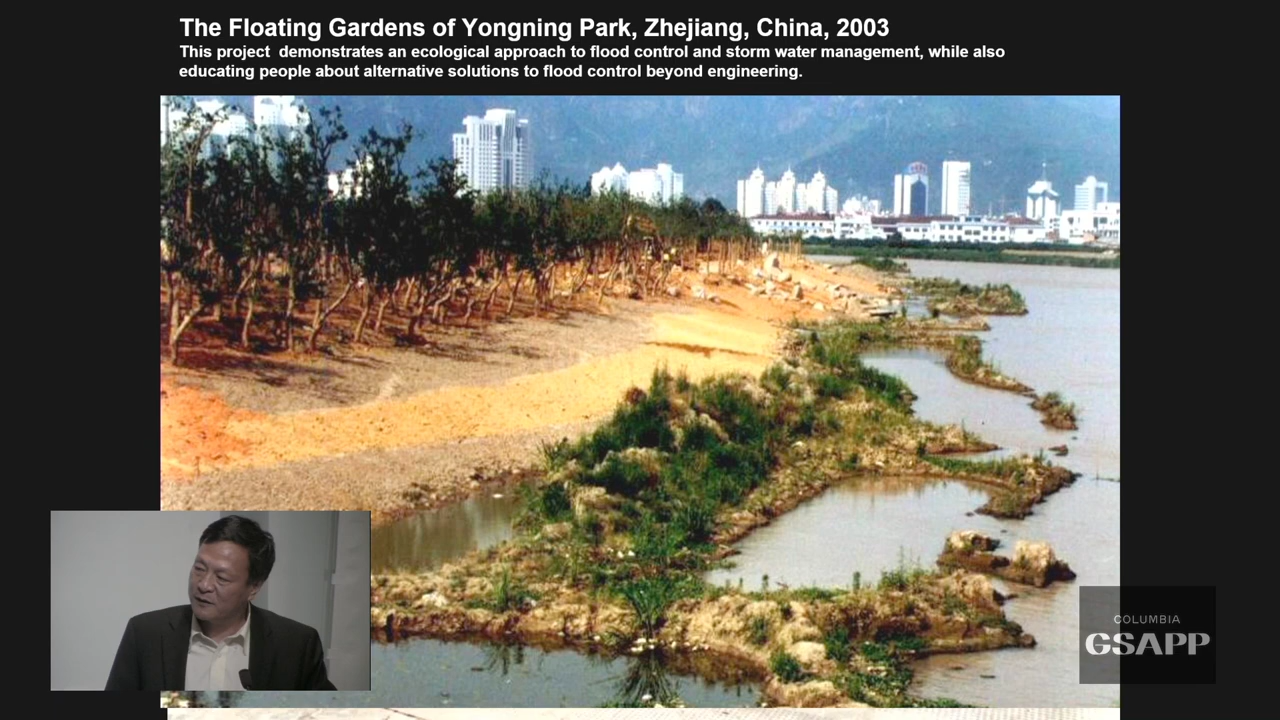 The Floating Gardens of Yongning Park, Zhejiang, China, 2003
This project demonstrates an ecological approach to flood control and storm water management, while also
educating people about alternative solutions to flood control beyond engineering.
COLUMBIA
GSAPP